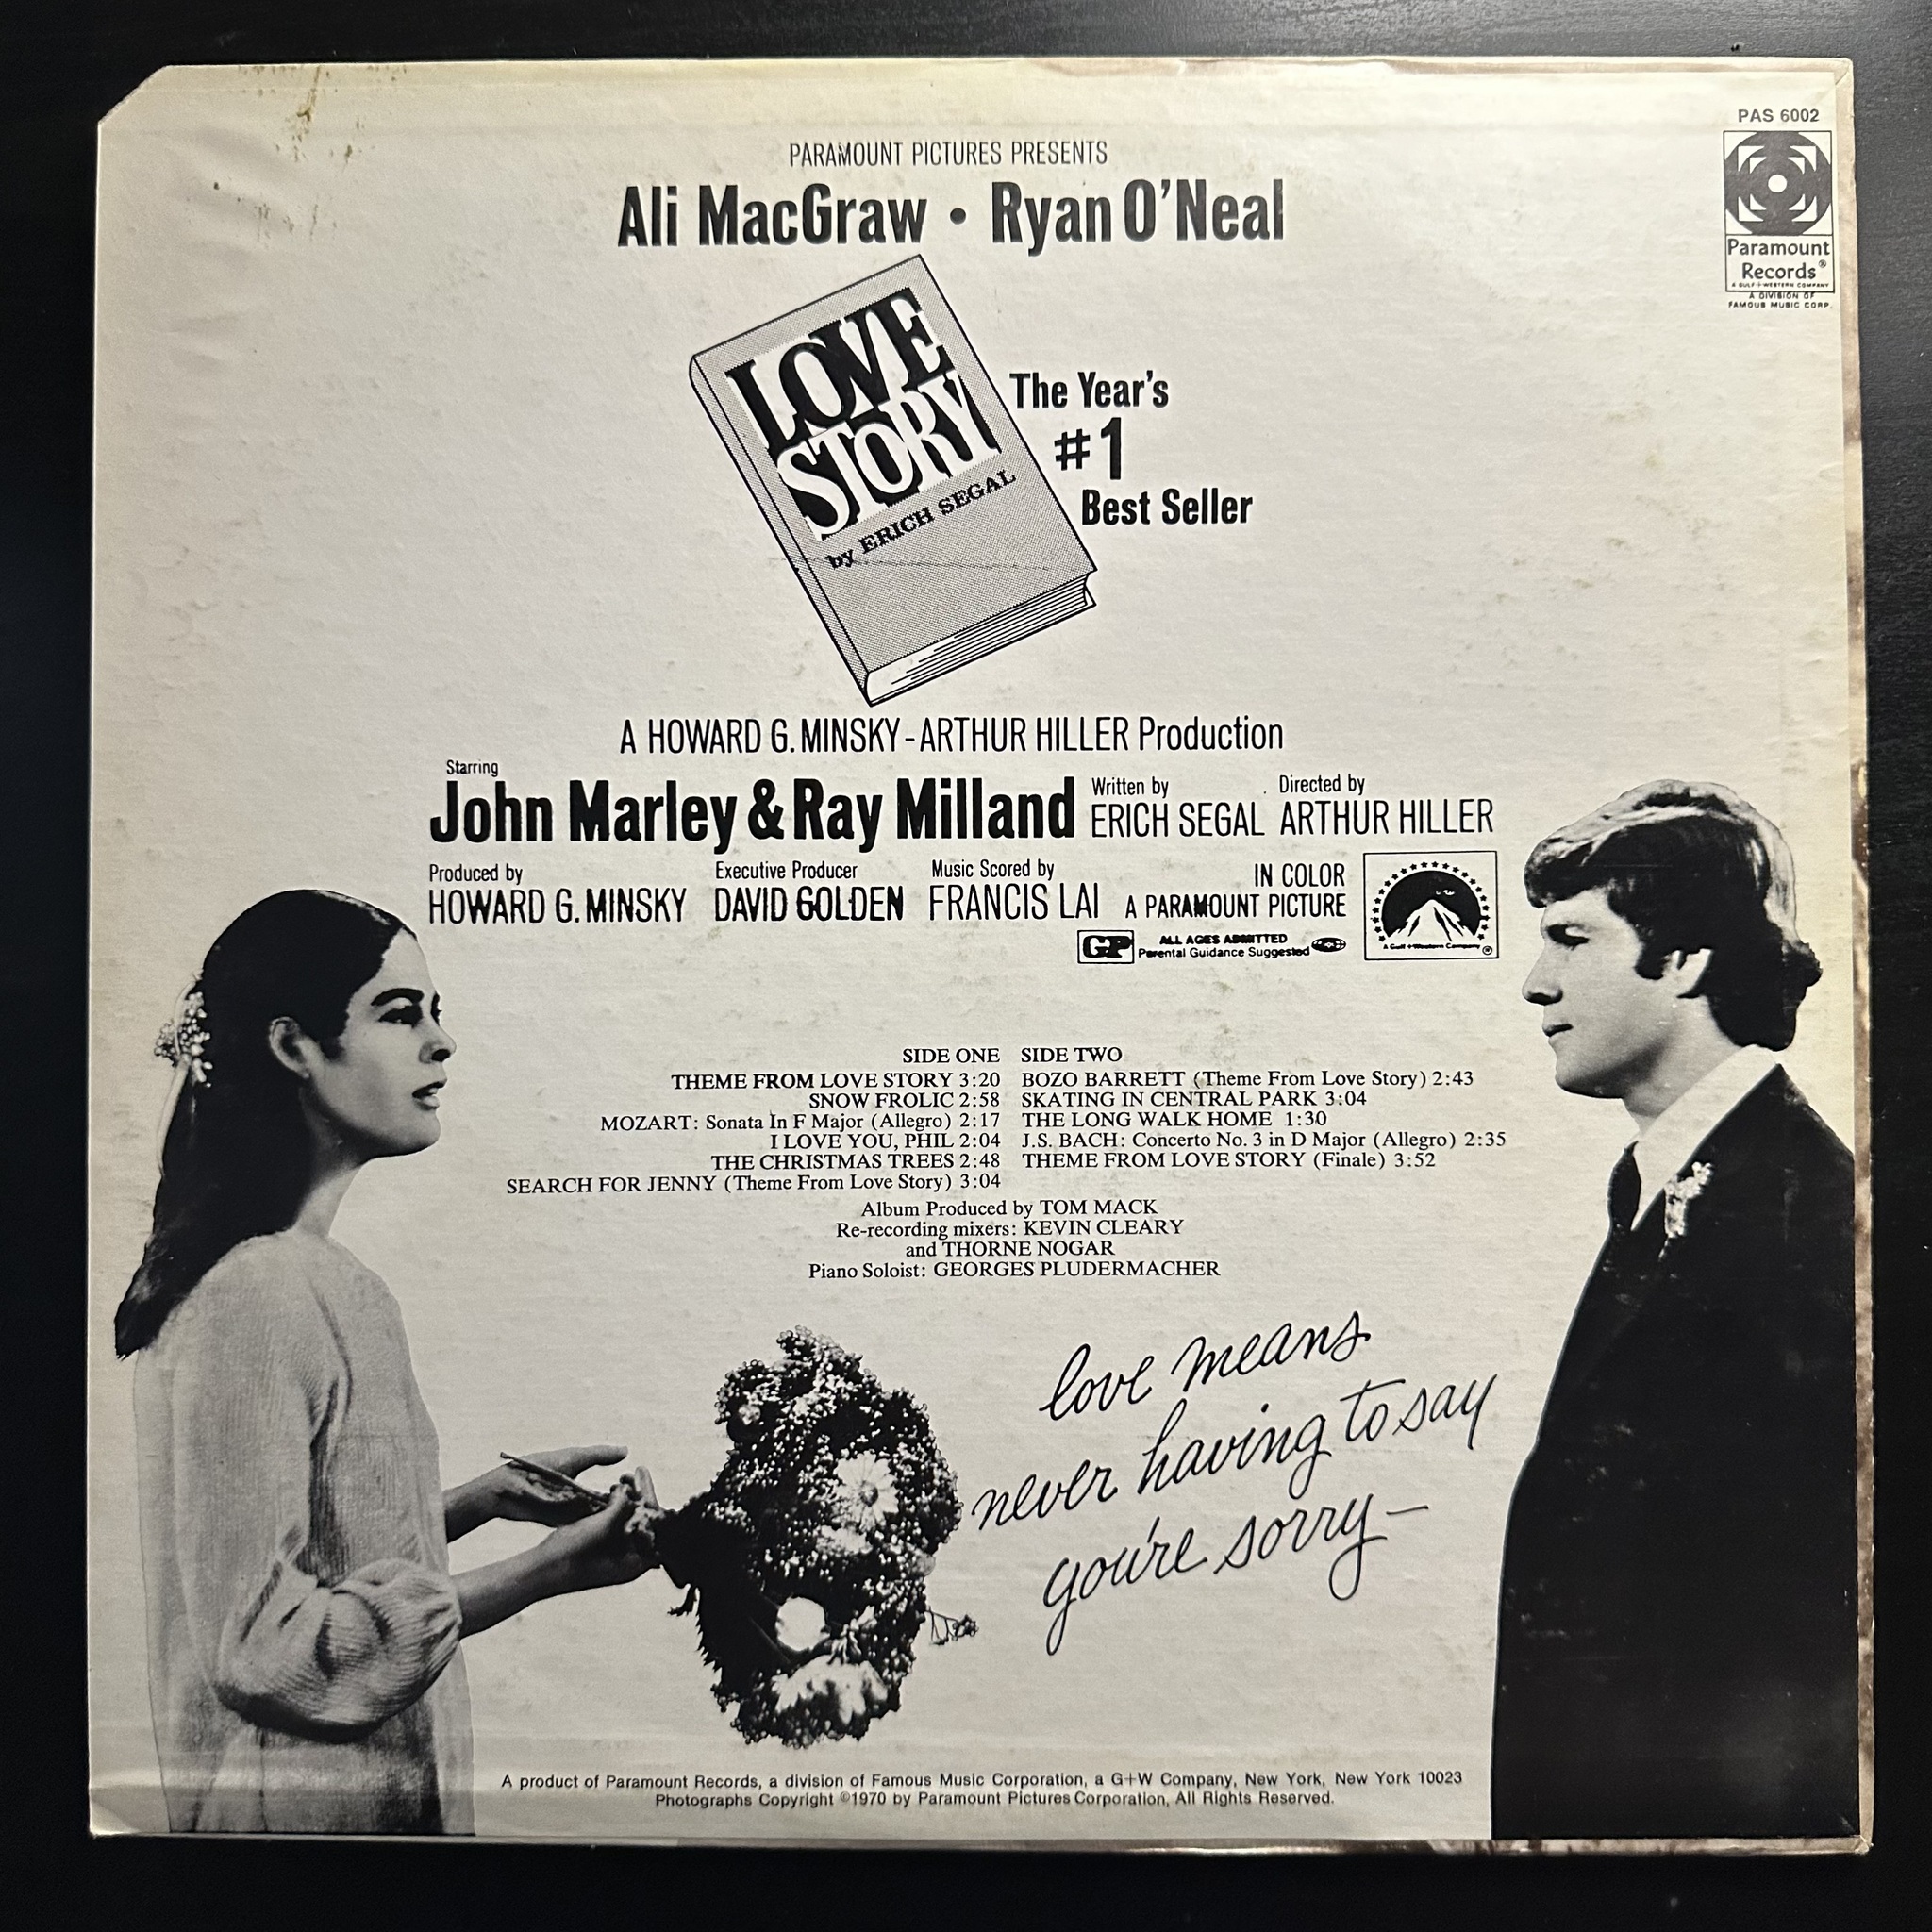 PAS 6002
Paramount
Records®
A GULF+WESTERN COMPANY
A DIVISION OF
FAMOUS MUSIC CORP.
PARAMOUNT PICTURES PRESENTS
Ali MacGraw • Ryan O'Neal
LOVE
STORY
by ERICH SEGAL
The Year's
#1
Best Seller
A HOWARD G. MINSKY - ARTHUR HILLER Production
Starring
John Marley & Ray Milland
Written by
ERICH SEGAL
Directed by
ARTHUR HILLER
Produced by
HOWARD G. MINSKY
Executive Producer
DAVID GOLDEN
Music Scored by
FRANCIS LAI
IN COLOR
A PARAMOUNT PICTURE
A Gulf+Western Company
®
GP
ALL AGES ADMITTED
Parental Guidance Suggested
SIDE ONE
THEME FROM LOVE STORY 3:20
SNOW FROLIC 2:58
MOZART: Sonata In F Major (Allegro) 2:17
I LOVE YOU, PHIL 2:04
THE CHRISTMAS TREES 2:48
SEARCH FOR JENNY (Theme From Love Story) 3:04
SIDE TWO
BOZO BARRETT (Theme From Love Story) 2:43
SKATING IN CENTRAL PARK 3:04
THE LONG WALK HOME 1:30
J.S. BACH: Concerto No. 3 in D Major (Allegro) 2:35
THEME FROM LOVE STORY (Finale) 3:52
Album Produced by TOM MACK
Re-recording mixers: KEVIN CLEARY
and THORNE NOGAR
Piano Soloist: GEORGES PLUDERMACHER
love means
never having to say
you're sorry—
A product of Paramount Records, a division of Famous Music Corporation, a G+W Company, New York, New York 10023
Photographs Copyright ©1970 by Paramount Pictures Corporation, All Rights Reserved.